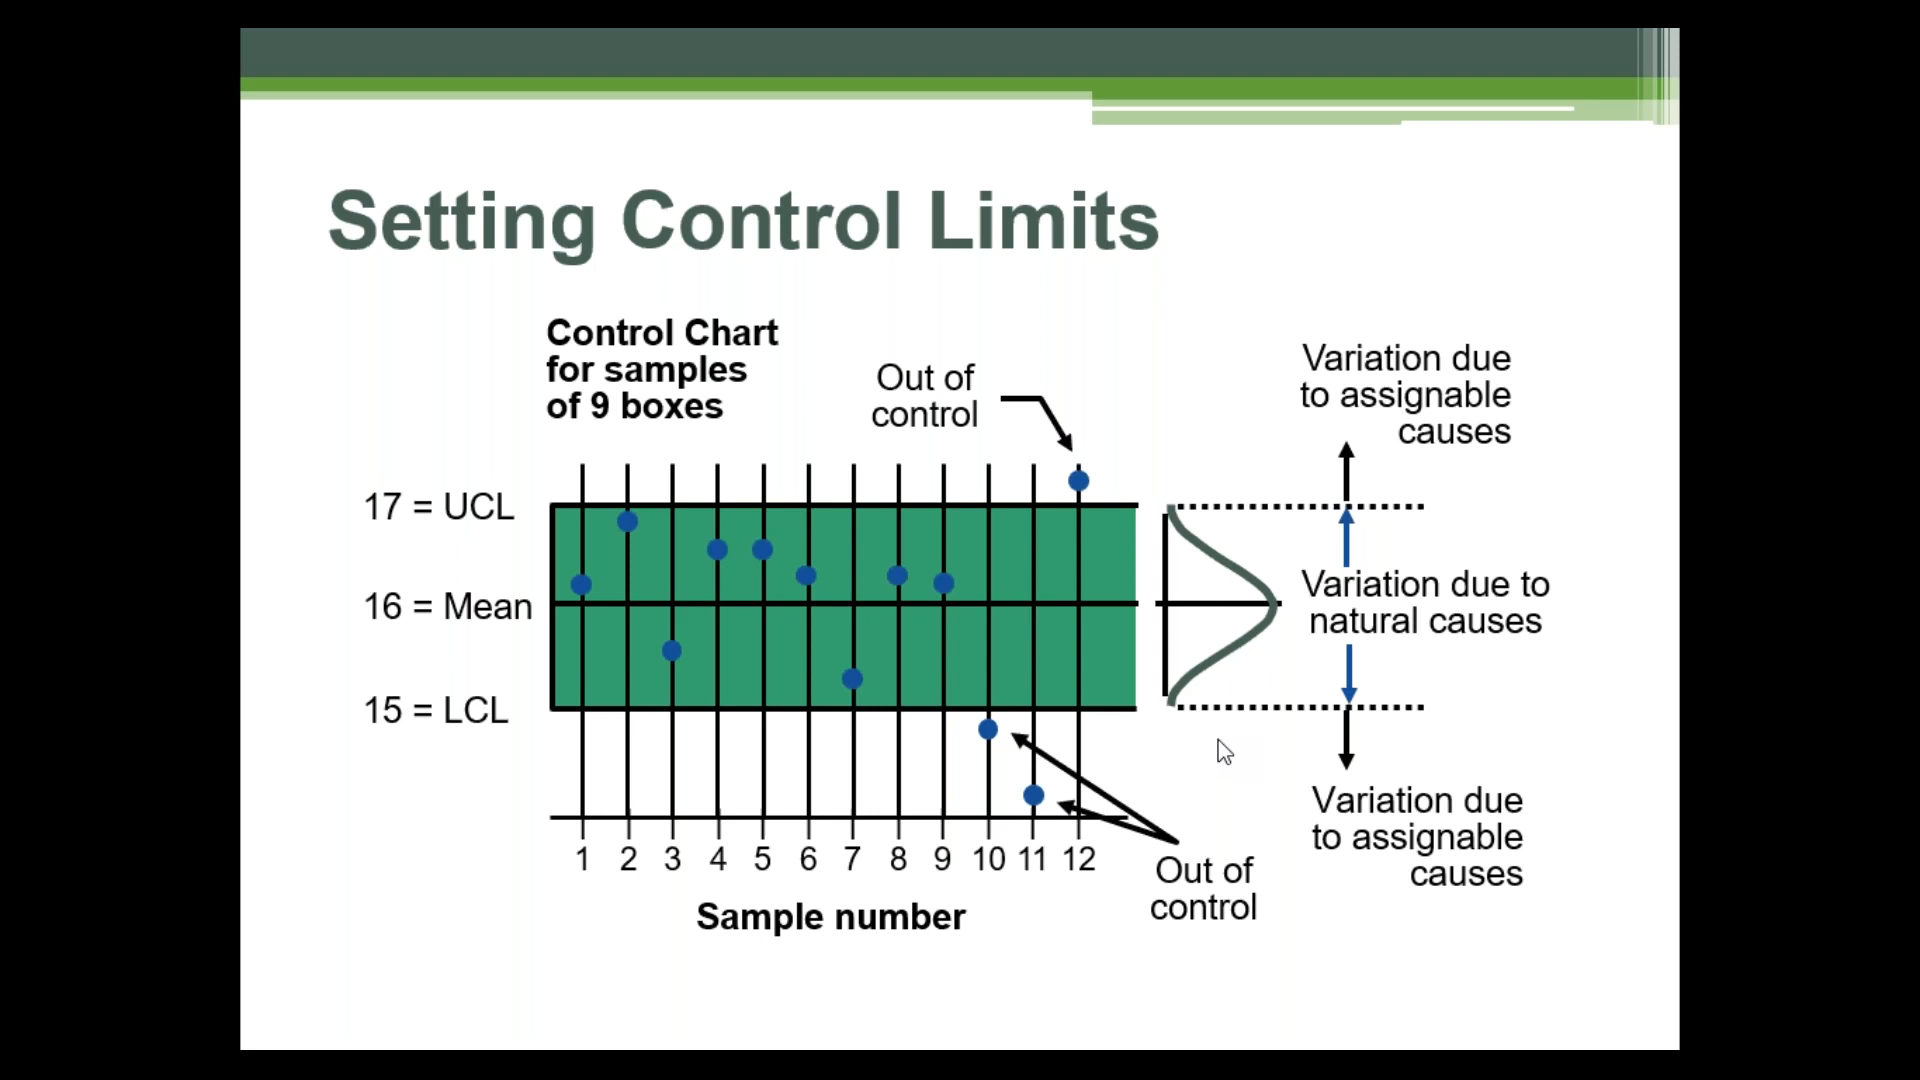 Setting Control Limits
Control Chart
for samples
of 9 boxes
Out of
control
Variation due
to assignable
causes
17 = UCL
16 = Mean
15 = LCL
Variation due to
natural causes
Variation due
to assignable
causes
1 2 3 4 5 6 7 8 9 10 11 12
Out of
control
Sample number